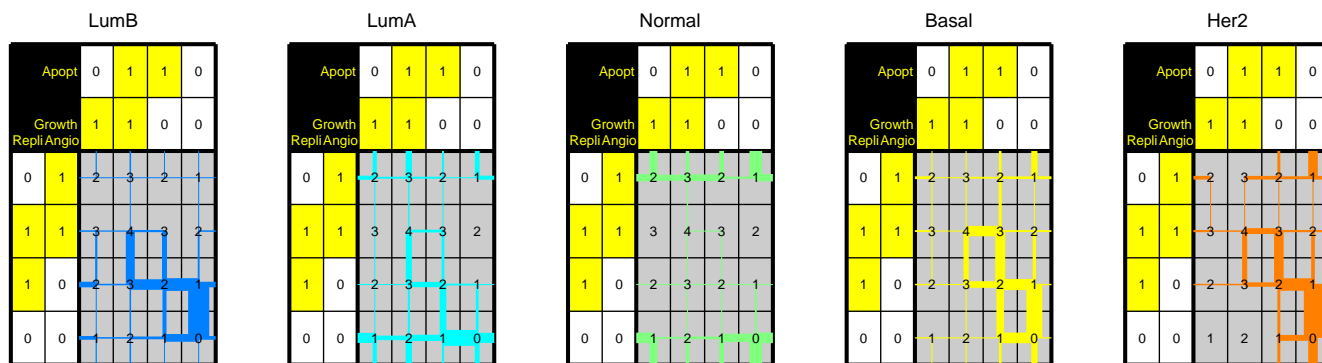 LumB LumA Normal Basal Her2
Apopt 0 1 1 0 Apopt 0 1 1 0 Apopt 0 1 1 0 Apopt 0 1 1 0 Apopt 0 1 1 0
Growth 1 1 0 0 Growth 1 1 0 0 Growth 1 1 0 0 Growth 1 1 0 0 Growth 1 1 0 0
Repli Angio Repli Angio Repli Angio Repli Angio Repli Angio
0 1 2 3 2 1 0 1 2 3 2 1 0 1 2 3 2 1 0 1 2 3 2 1 0 1 2 3 2 1
1 1 3 4 3 2 1 1 3 4 3 2 1 1 3 4 3 2 1 1 3 4 3 2 1 1 3 4 3 2
1 0 2 3 2 1 1 0 2 3 2 1 1 0 2 3 2 1 1 0 2 3 2 1 1 0 2 3 2 1
0 0 1 2 1 0 0 0 1 2 1 0 0 0 1 2 1 0 0 0 1 2 1 0 0 0 1 2 1 0